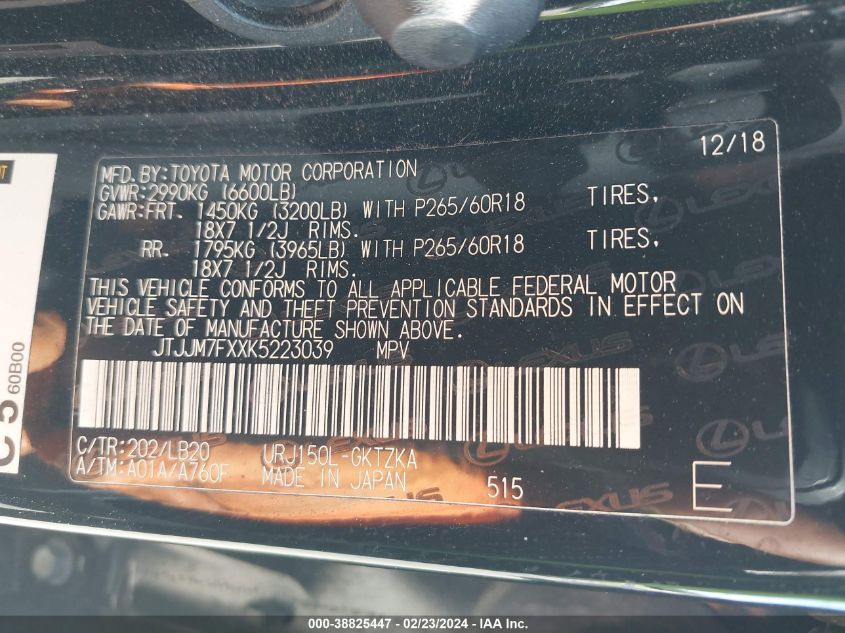 12/18
MFD.BY:TOYOTA MOTOR CORPORATION
GVWR:2990KG (6600LB)
GAWR:FRT. 1450KG (3200LB) WITH P265/60R18 TIRES,
18X7 1/2J RIMS.
RR. 1795KG (3965LB) WITH P265/60R18 TIRES,
18X7 1/2J RIMS.
THIS VEHICLE CONFORMS TO ALL APPLICABLE FEDERAL MOTOR
VEHICLE SAFETY AND THEFT PREVENTION STANDARDS IN EFFECT ON
THE DATE OF MANUFACTURE SHOWN ABOVE.
JTJJM7FXXK5223039 MPV
C/TR:202/LB20 URJ150L-GKTZKA
A/TM:A01A/A760F MADE IN JAPAN 515 E
LEXUS
C 5
60B00
000-38825447 - 02/23/2024 - IAA Inc.